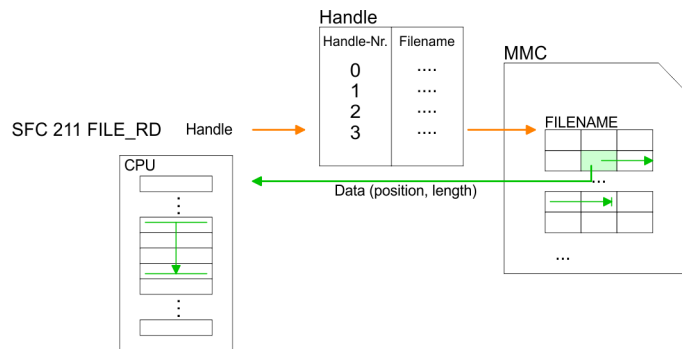 Handle
Handle-Nr. Filename
0 ....
1 ....
2 ....
3 ....
MMC
FILENAME
...
...
SFC 211 FILE_RD Handle
CPU
Data (position, length)